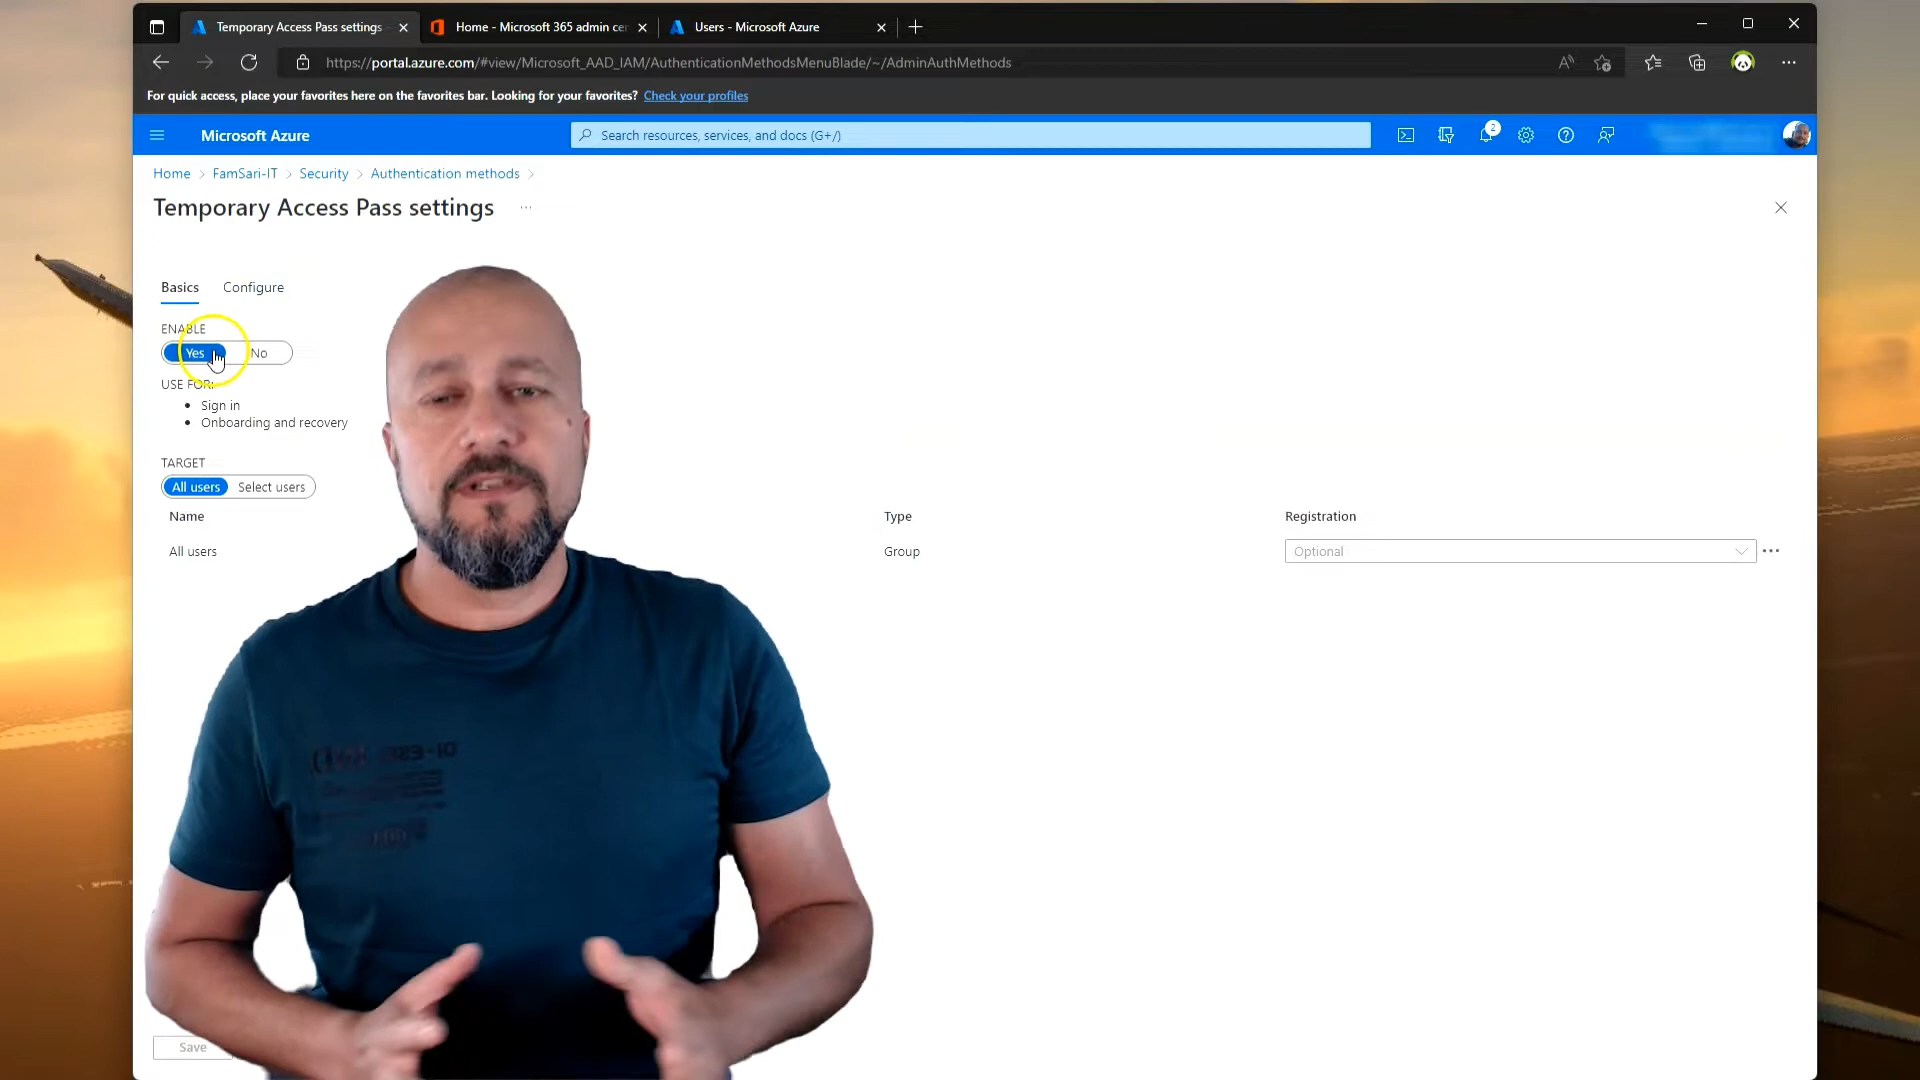 Temporary Access Pass settings
Home - Microsoft 365 admin cer
Users - Microsoft Azure
https://portal.azure.com/#view/Microsoft_AAD_IAM/AuthenticationMethodsMenuBlade/~/AdminAuthMethods
For quick access, place your favorites here on the favorites bar. Looking for your favorites? Check your profiles
Microsoft Azure
Search resources, services, and docs (G+/)
2
Home > FamSari-IT > Security > Authentication methods >
Temporary Access Pass settings ...
Basics Configure
ENABLE
Yes No
USE FOR:
• Sign in
• Onboarding and recovery
TARGET
All users Select users
Name Type Registration
All users Group Optional
Save